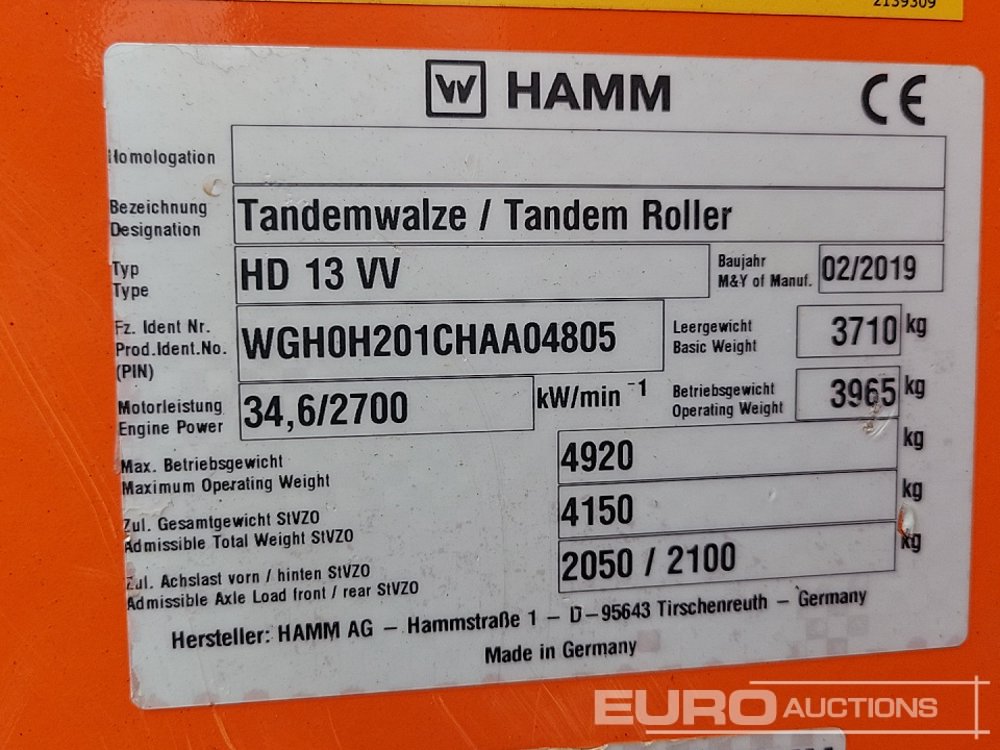 2139309
HAMM CE
Homologation
Bezeichnung
Designation
Tandemwalze / Tandem Roller
Typ
Type
HD 13 VV
Baujahr
M&Y of Manuf.
02/2019
Fz. Ident Nr.
Prod.Ident.No.
(PIN)
WGH0H201CHAA04805
Leergewicht
Basic Weight
3710 kg
Motorleistung
Engine Power
34,6/2700 kW/min -1
Betriebsgewicht
Operating Weight
3965 kg
Max. Betriebsgewicht
Maximum Operating Weight
4920 kg
Zul. Gesamtgewicht StVZO
Admissible Total Weight StVZO
4150 kg
Zul. Achslast vorn / hinten StVZO
Admissible Axle Load front / rear StVZO
2050 / 2100 kg
Hersteller: HAMM AG – Hammstraße 1 – D–95643 Tirschenreuth – Germany
Made in Germany
EURO AUCTIONS